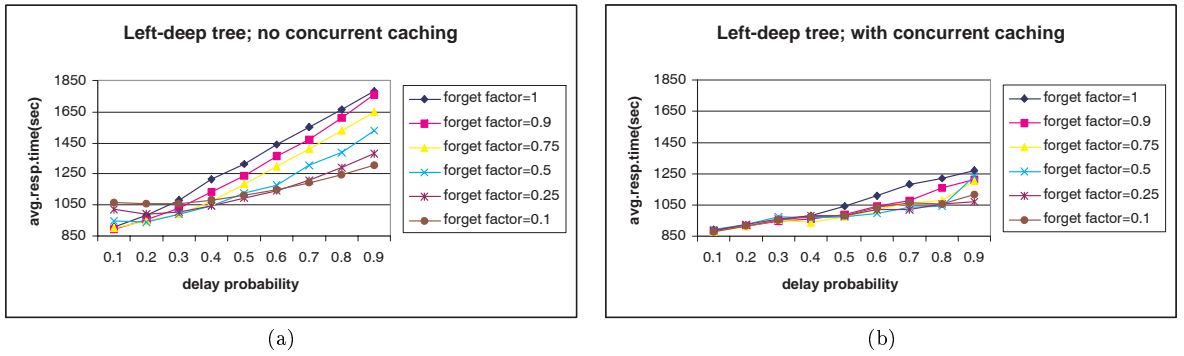 Left-deep tree; no concurrent caching
avg.resp.time(sec)
1850
1650
1450
1250
1050
850
0.1 0.2 0.3 0.4 0.5 0.6 0.7 0.8 0.9
delay probability
forget factor=1
forget factor=0.9
forget factor=0.75
forget factor=0.5
forget factor=0.25
forget factor=0.1
(a)
Left-deep tree; with concurrent caching
avg.resp.time(sec)
1850
1650
1450
1250
1050
850
0.1 0.2 0.3 0.4 0.5 0.6 0.7 0.8 0.9
delay probability
forget factor=1
forget factor=0.9
forget factor=0.75
forget factor=0.5
forget factor=0.25
forget factor=0.1
(b)